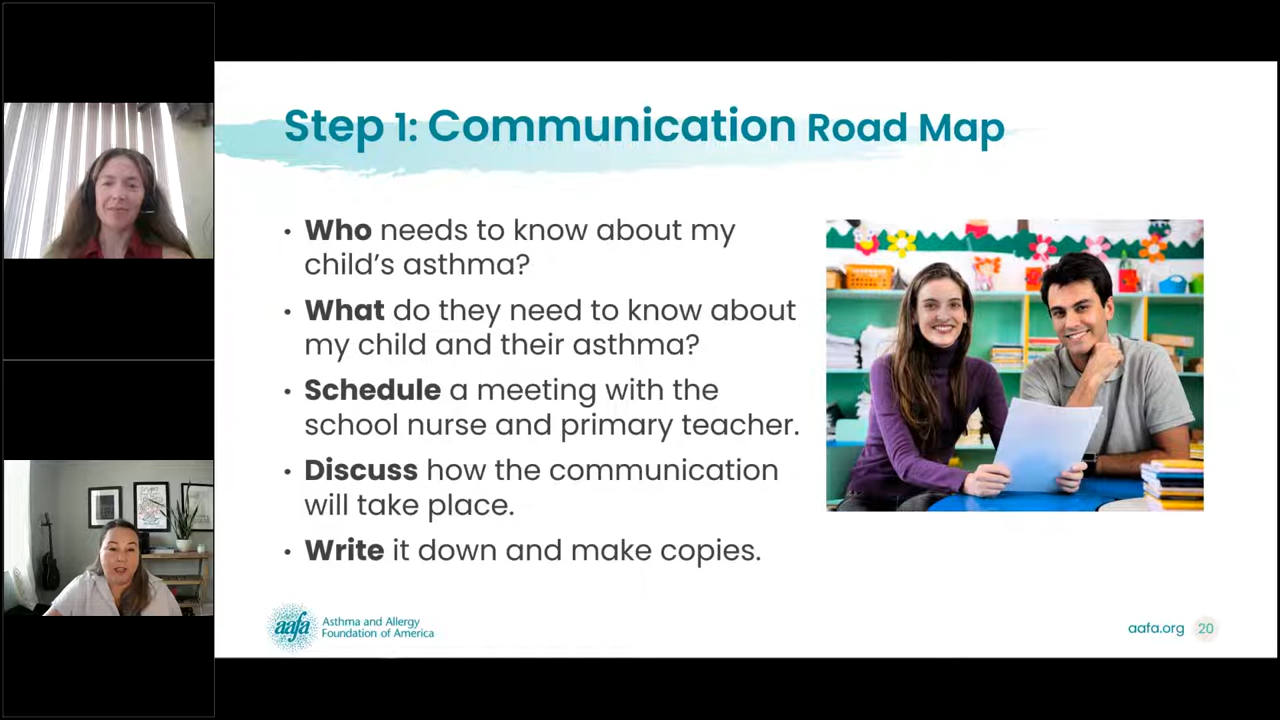 Step 1: Communication Road Map
• Who needs to know about my
child’s asthma?
• What do they need to know about
my child and their asthma?
• Schedule a meeting with the
school nurse and primary teacher.
• Discuss how the communication
will take place.
• Write it down and make copies.
aafa
Asthma and Allergy
Foundation of America
aafa.org 20